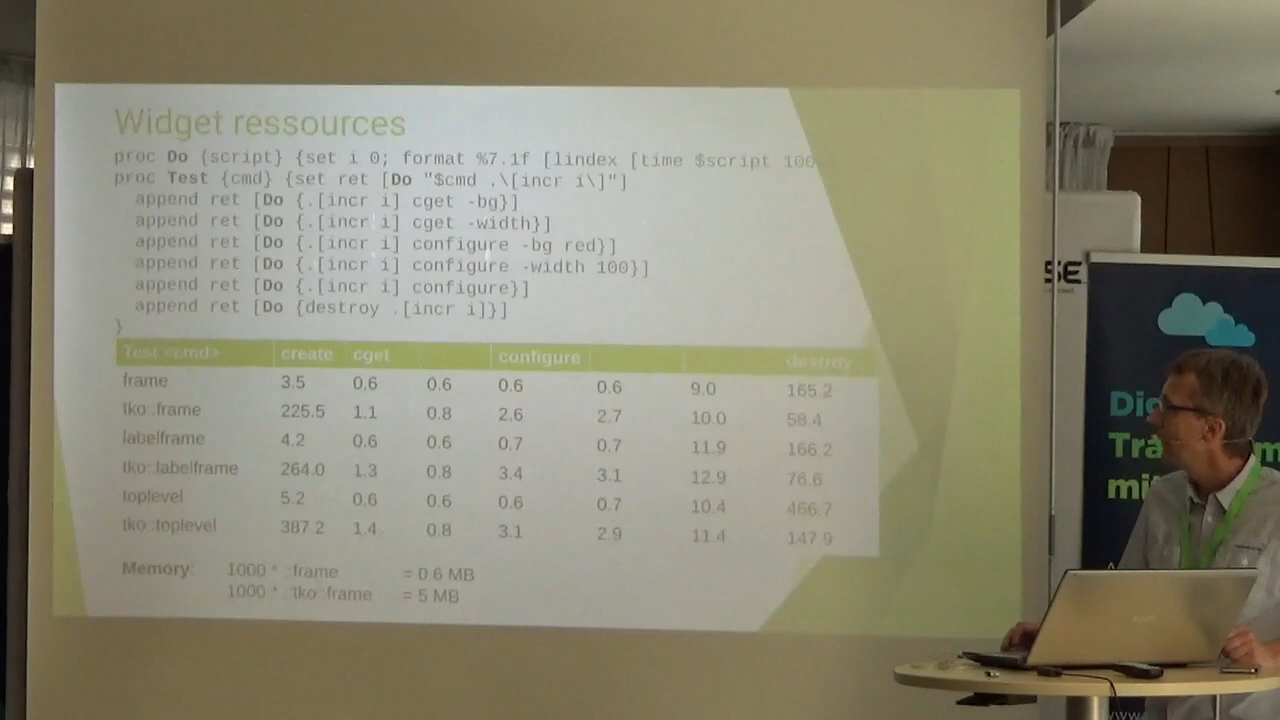 Widget ressources
proc Do {script} {set i 0; format %7.1f [lindex [time $script 100
proc Test {cmd} {set ret [Do "$cmd .\[incr i\]"]
append ret [Do {.[incr i] cget -bg}]
append ret [Do {.[incr i] cget -width}]
append ret [Do {.[incr i] configure -bg red}]
append ret [Do {.[incr i] configure -width 100}]
append ret [Do {.[incr i] configure}]
append ret [Do {destroy .[incr i]}]
}
Test <cmd> create cget configure destroy
frame 3.5 0.6 0.6 0.6 0.6 9.0 165.2
tko::frame 225.5 1.1 0.8 2.6 2.7 10.0 58.4
labelframe 4.2 0.6 0.6 0.7 0.7 11.9 166.2
tko::labelframe 264.0 1.3 0.8 3.4 3.1 12.9 76.6
toplevel 5.2 0.6 0.6 0.6 0.7 10.4 466.7
tko::toplevel 387.2 1.4 0.8 3.1 2.9 11.4 147.9
Memory: 1000 * ::frame = 0.6 MB
1000 * ::tko::frame = 5 MB
SE
Di
Tra m
mi
www.